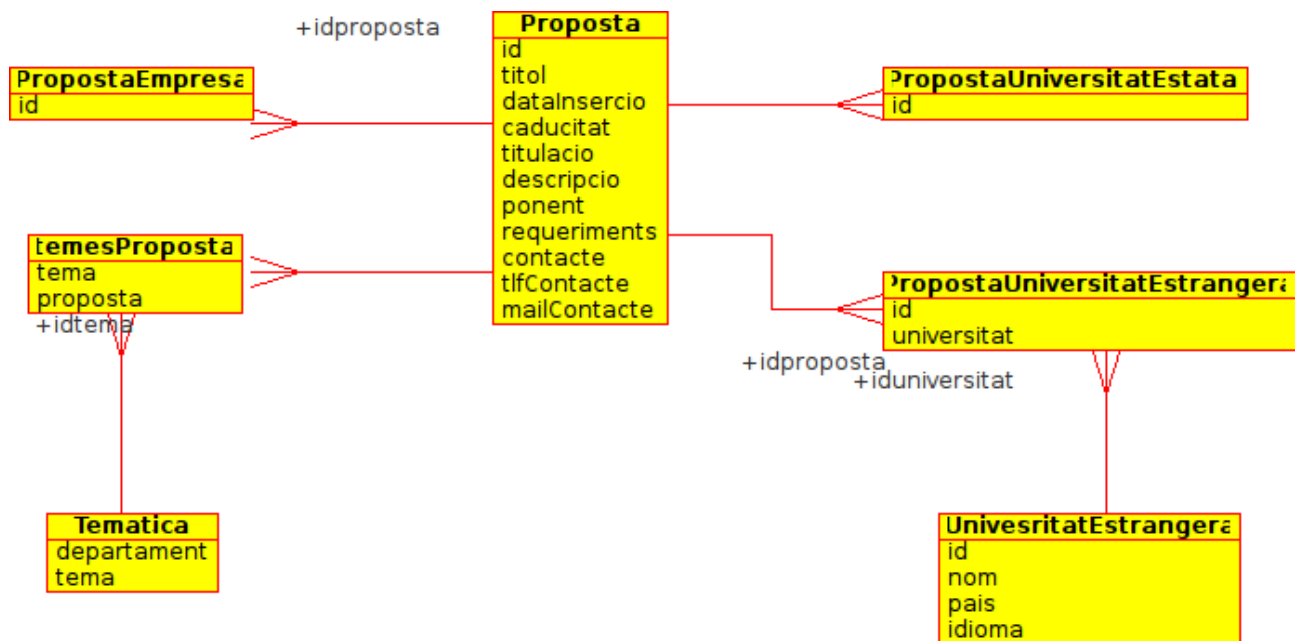 +idproposta
Proposta
id
titol
dataInsercio
caducitat
titulacio
descripcio
ponent
requeriments
contacte
tlfContacte
mailContacte
PropostaEmpresa
id
PropostaUniversitatEstata
id
temesProposta
tema
proposta
+idtema
PropostaUniversitatEstrangera
id
universitat
+idproposta
+iduniversitat
Tematica
departament
tema
UnivesritatEstrangera
id
nom
pais
idioma